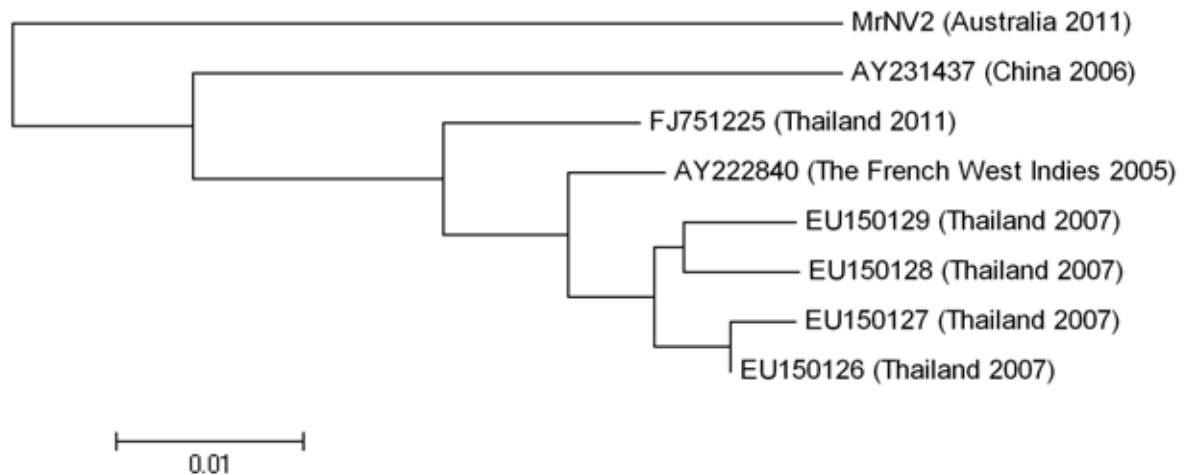 MrNV2 (Australia 2011)
AY231437 (China 2006)
FJ751225 (Thailand 2011)
AY222840 (The French West Indies 2005)
EU150129 (Thailand 2007)
EU150128 (Thailand 2007)
EU150127 (Thailand 2007)
EU150126 (Thailand 2007)
0.01